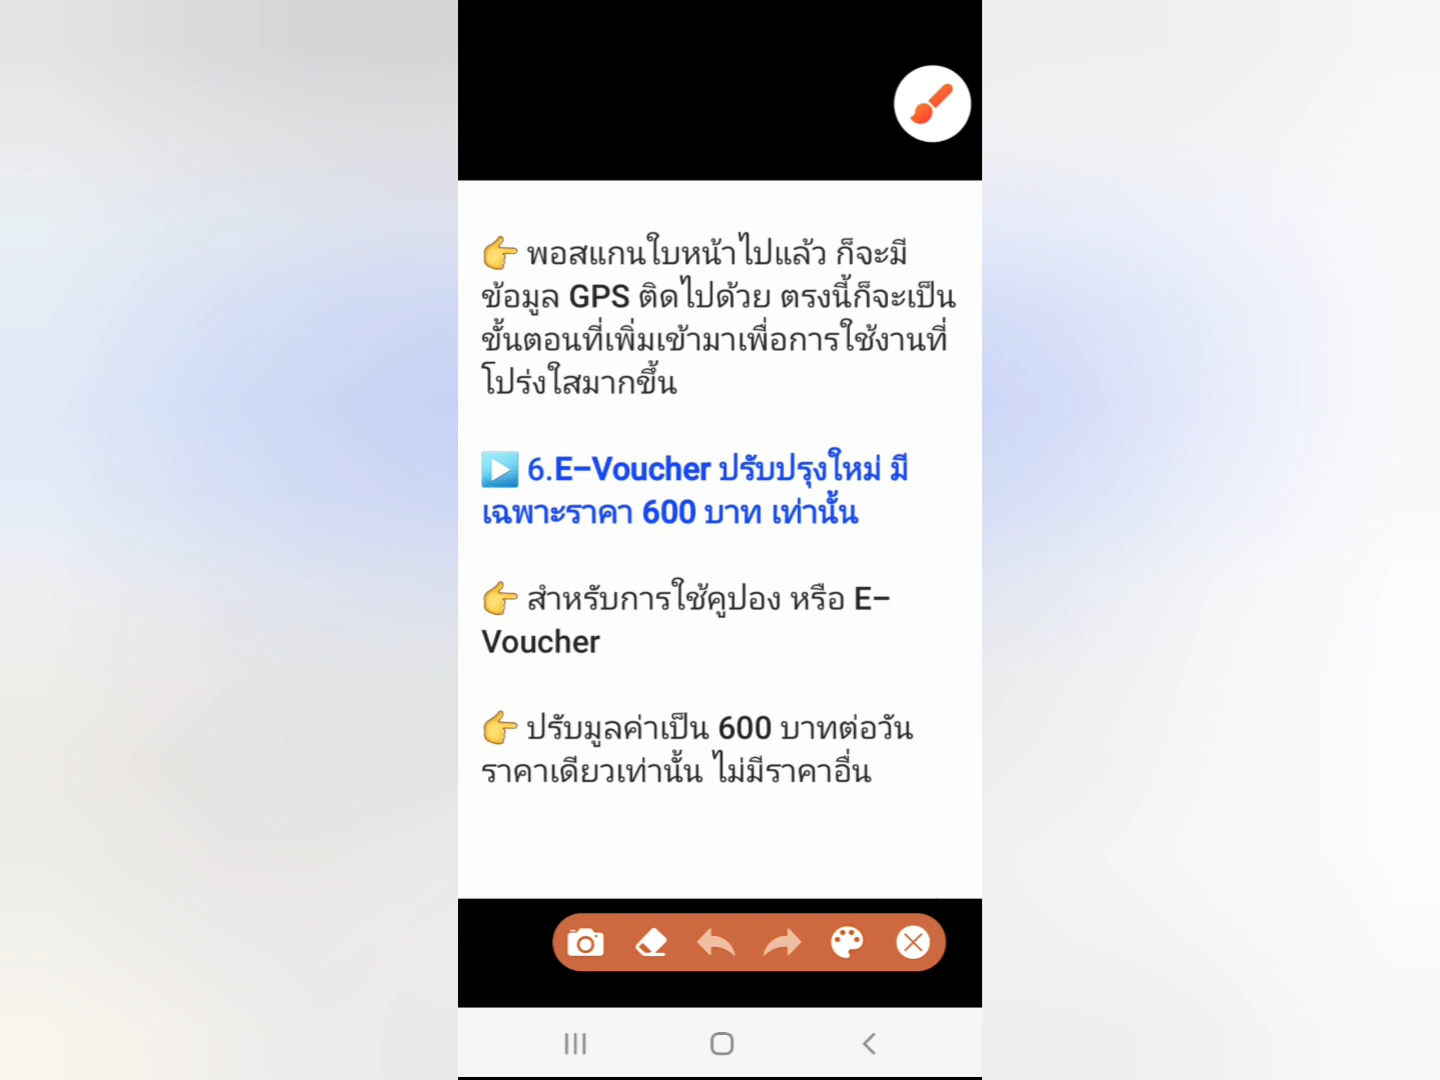 👉 พอสแกนใบหน้าไปแล้ว ก็จะมี
ข้อมูล GPS ติดไปด้วย ตรงนี้ก็จะเป็น
ขั้นตอนที่เพิ่มเข้ามาเพื่อการใช้งานที่
โปร่งใสมากขึ้น
▶️ 6.E-Voucher ปรับปรุงใหม่ มี
เฉพาะราคา 600 บาท เท่านั้น
👉 สำหรับการใช้คูปอง หรือ E-
Voucher
👉 ปรับมูลค่าเป็น 600 บาทต่อวัน
ราคาเดียวเท่านั้น ไม่มีราคาอื่น